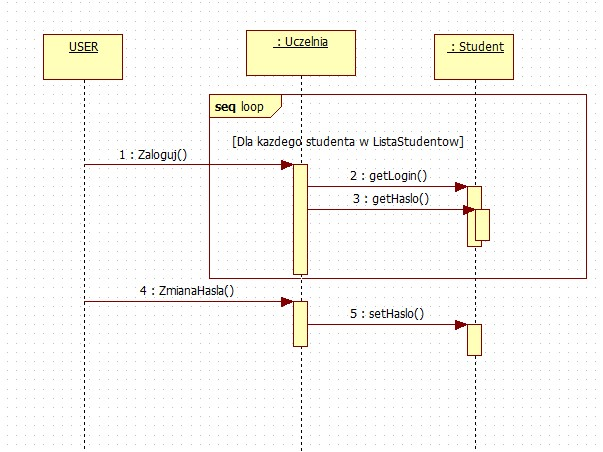 USER
: Uczelnia
: Student
seq loop
[Dla kazdego studenta w ListaStudentow]
1 : Zaloguj()
2 : getLogin()
3 : getHaslo()
4 : ZmianaHasla()
5 : setHaslo()